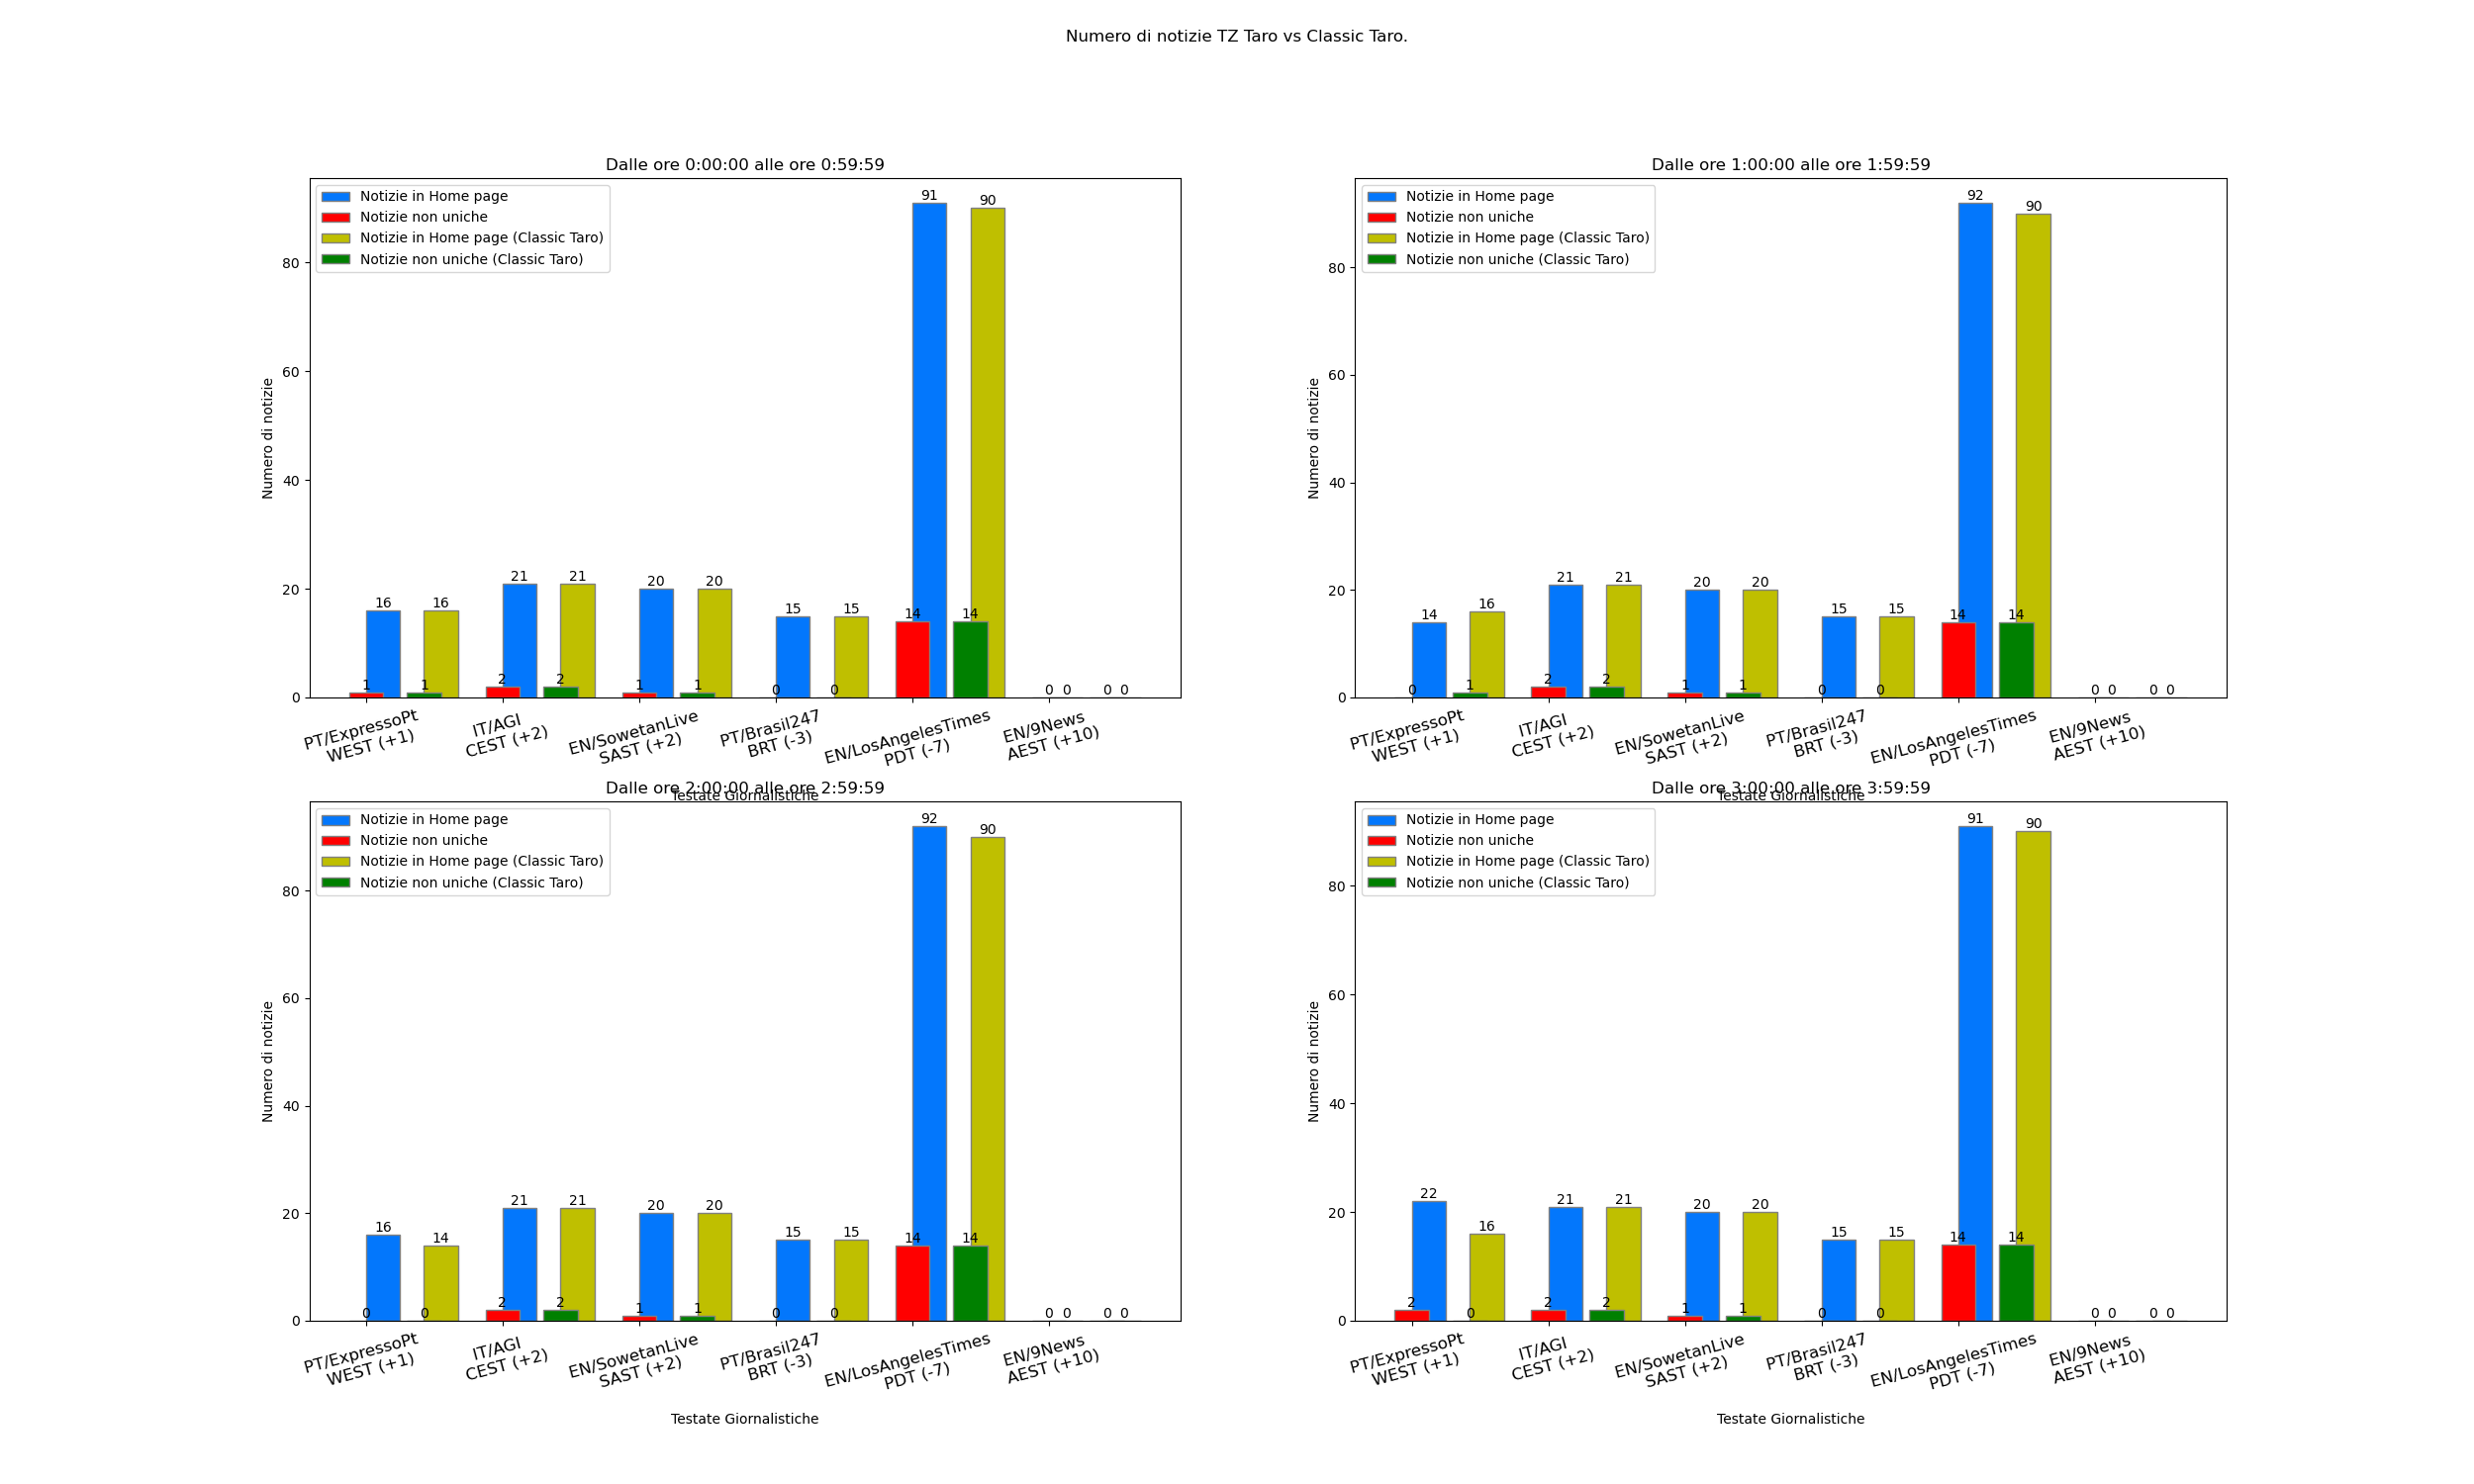 Numero di notizie TZ Taro vs Classic Taro.
Dalle ore 0:00:00 alle ore 0:59:59
Notizie in Home page
Notizie non uniche
Notizie in Home page (Classic Taro)
Notizie non uniche (Classic Taro)
Numero di notizie
80
60
40
20
0
91
90
21
21
20
20
16
16
15
15
14
14
1
1
2
2
1
1
0
0
0
0
0
0
PT/ExpressoPt
WEST (+1)
IT/AGI
CEST (+2)
EN/SowetanLive
SAST (+2)
PT/Brasil247
BRT (-3)
EN/LosAngelesTimes
PDT (-7)
EN/9News
AEST (+10)
Testate Giornalistiche
Dalle ore 1:00:00 alle ore 1:59:59
Notizie in Home page
Notizie non uniche
Notizie in Home page (Classic Taro)
Notizie non uniche (Classic Taro)
Numero di notizie
80
60
40
20
0
92
90
21
21
20
20
14
16
15
15
14
14
0
1
2
2
1
1
0
0
0
0
0
0
PT/ExpressoPt
WEST (+1)
IT/AGI
CEST (+2)
EN/SowetanLive
SAST (+2)
PT/Brasil247
BRT (-3)
EN/LosAngelesTimes
PDT (-7)
EN/9News
AEST (+10)
Testate Giornalistiche
Dalle ore 2:00:00 alle ore 2:59:59
Notizie in Home page
Notizie non uniche
Notizie in Home page (Classic Taro)
Notizie non uniche (Classic Taro)
Numero di notizie
80
60
40
20
0
92
90
21
21
20
20
16
14
15
15
14
14
0
0
2
2
1
1
0
0
0
0
0
0
PT/ExpressoPt
WEST (+1)
IT/AGI
CEST (+2)
EN/SowetanLive
SAST (+2)
PT/Brasil247
BRT (-3)
EN/LosAngelesTimes
PDT (-7)
EN/9News
AEST (+10)
Testate Giornalistiche
Dalle ore 3:00:00 alle ore 3:59:59
Notizie in Home page
Notizie non uniche
Notizie in Home page (Classic Taro)
Notizie non uniche (Classic Taro)
Numero di notizie
80
60
40
20
0
91
90
22
16
21
21
20
20
15
15
14
14
2
0
2
2
1
1
0
0
0
0
0
0
PT/ExpressoPt
WEST (+1)
IT/AGI
CEST (+2)
EN/SowetanLive
SAST (+2)
PT/Brasil247
BRT (-3)
EN/LosAngelesTimes
PDT (-7)
EN/9News
AEST (+10)
Testate Giornalistiche